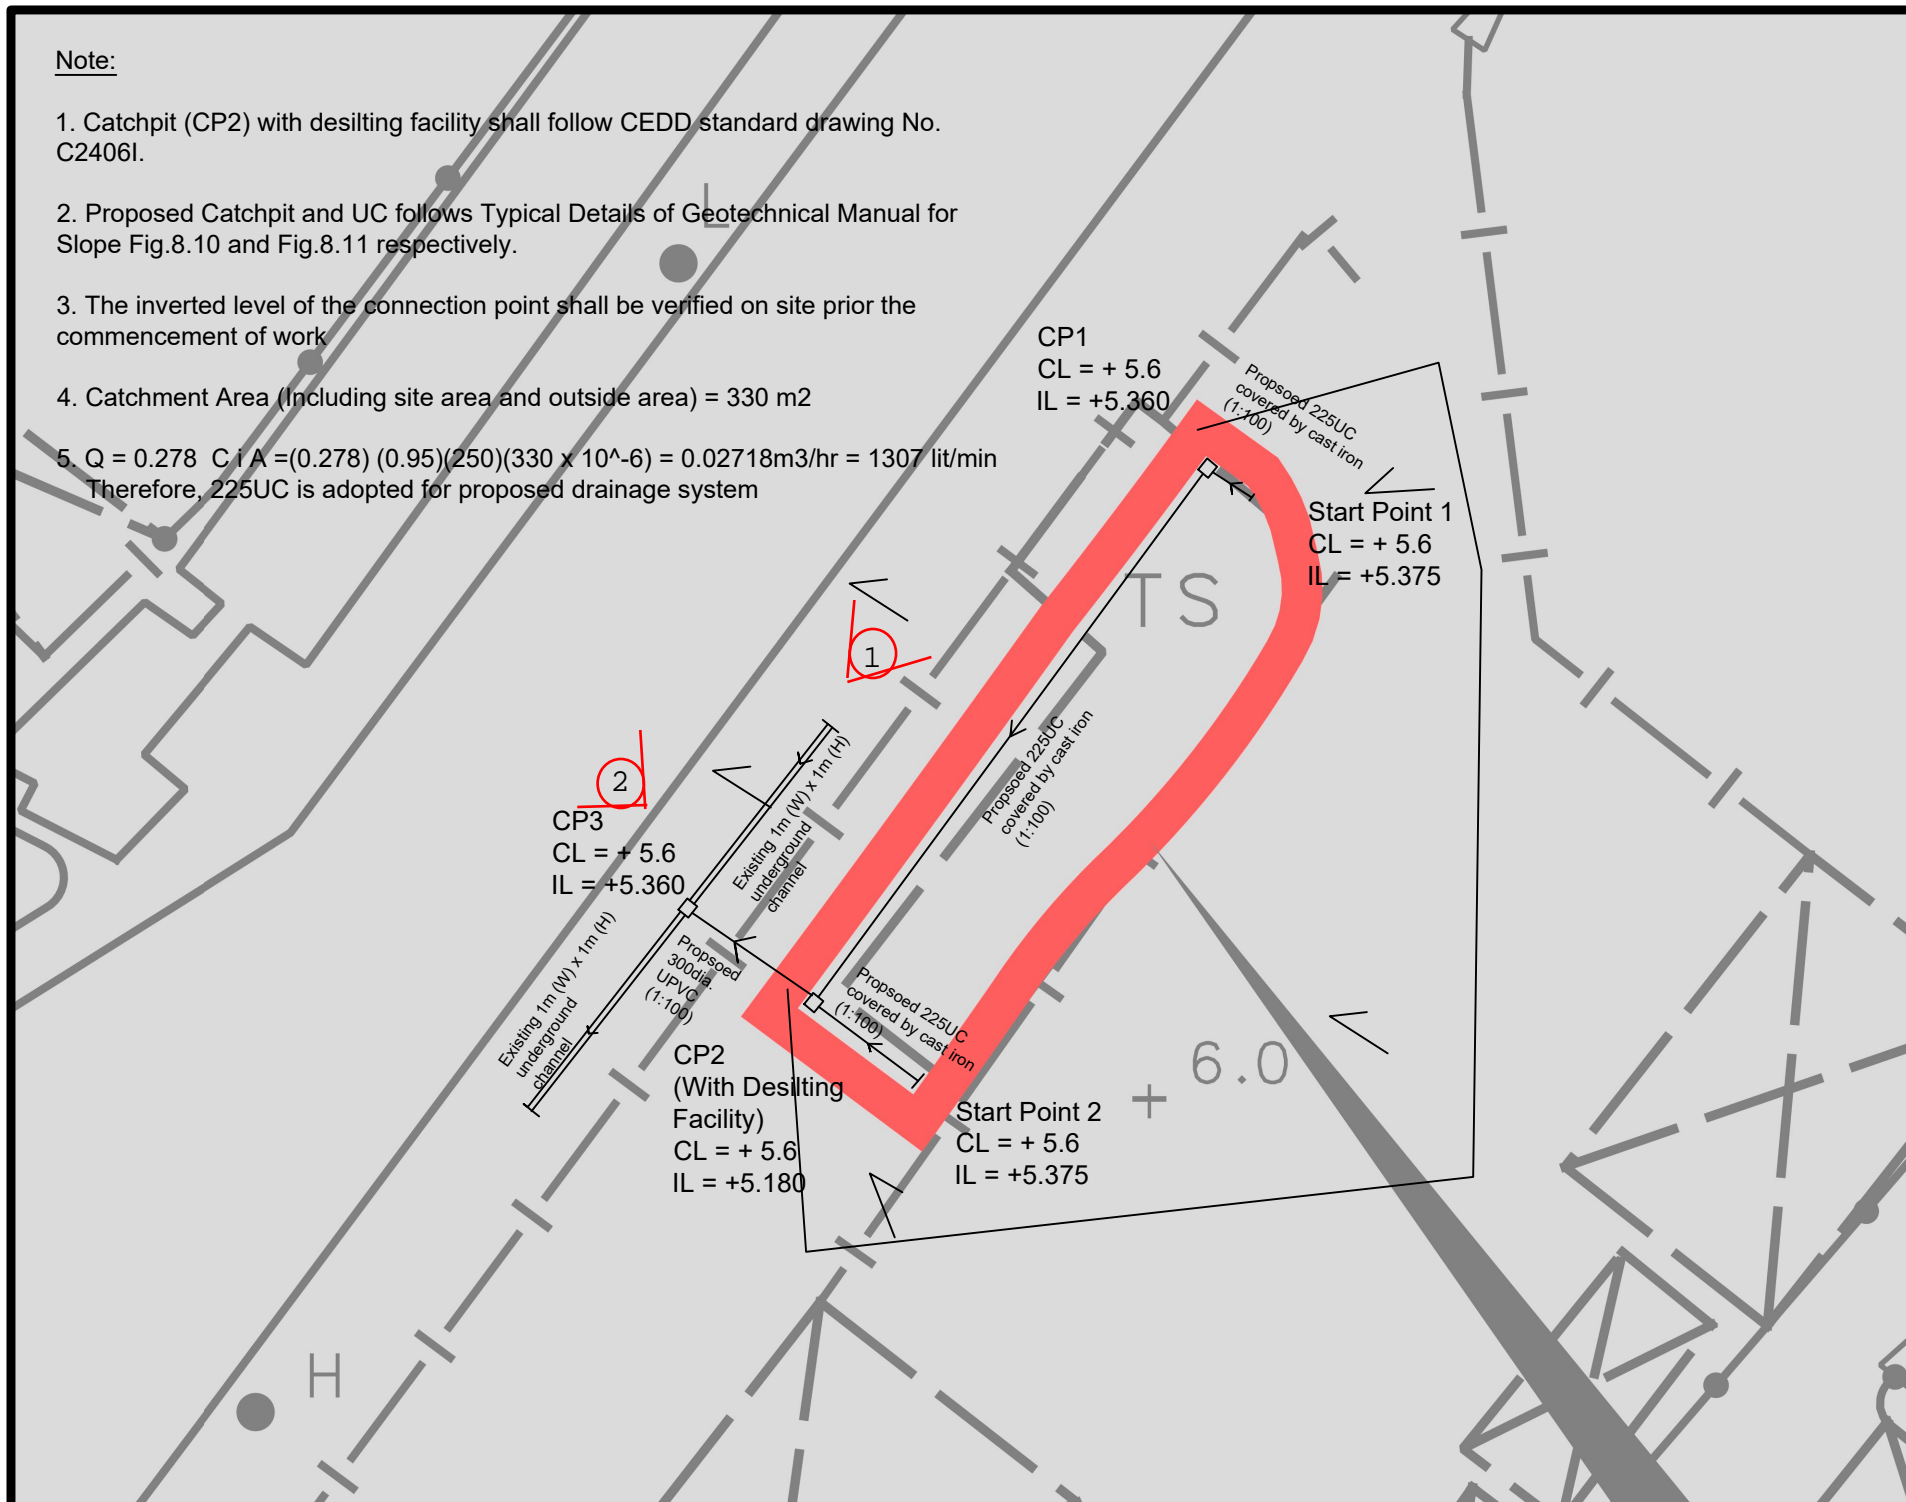 Note:
1. Catchpit (CP2) with desilting facility shall follow CEDD standard drawing No.
C2406I.
2. Proposed Catchpit and UC follows Typical Details of Geotechnical Manual for
Slope Fig.8.10 and Fig.8.11 respectively.
3. The inverted level of the connection point shall be verified on site prior the
commencement of work
4. Catchment Area (Including site area and outside area) = 330 m2
5. Q = 0.278 C i A =(0.278) (0.95)(250)(330 x 10^-6) = 0.02718m3/hr = 1307 lit/min
Therefore, 225UC is adopted for proposed drainage system
L
CP1
CL = + 5.6
IL = +5.360
Propsoed 225UC
covered by cast iron
(1:100)
Start Point 1
CL = + 5.6
IL = +5.375
TS
1
2
CP3
CL = + 5.6
IL = +5.360
Existing 1m (W) x 1m (H)
underground
channel
Propsoed 225UC
covered by cast iron
(1:100)
Existing 1m (W) x 1m (H)
underground
channel
Propsoed
300dia.
UPVC
(1:100)
Propsoed 225UC
covered by cast iron
(1:100)
CP2
(With Desilting
Facility)
CL = + 5.6
IL = +5.180
Start Point 2
CL = + 5.6
IL = +5.375
+ 6.0
H